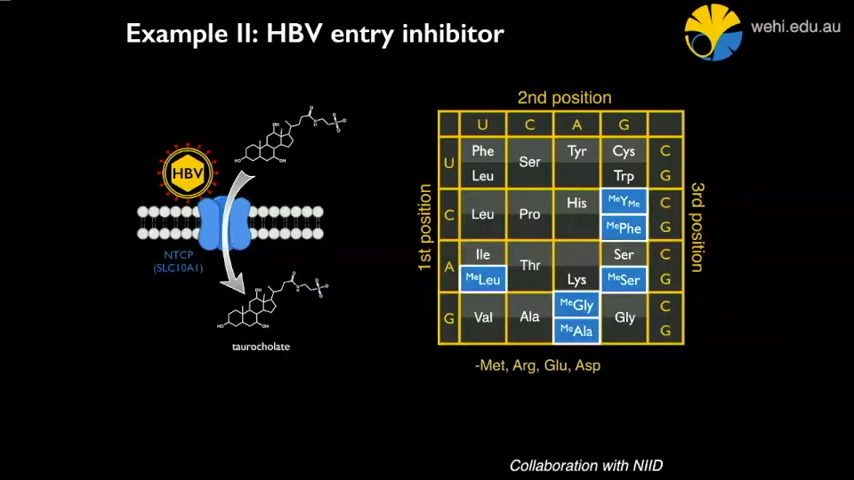 Example II: HBV entry inhibitor
wehi.edu.au
HBV
NTCP
(SLC10A1)
taurocholate
2nd position
U C A G
1st position
3rd position
U Phe Ser Tyr Cys C
Leu Trp G
C Leu Pro His MeYMe C
MePhe G
A Ile Thr Ser C
MeLeu Lys MeSer G
G Val Ala MeGly Gly C
MeAla G
-Met, Arg, Glu, Asp
Collaboration with NIID